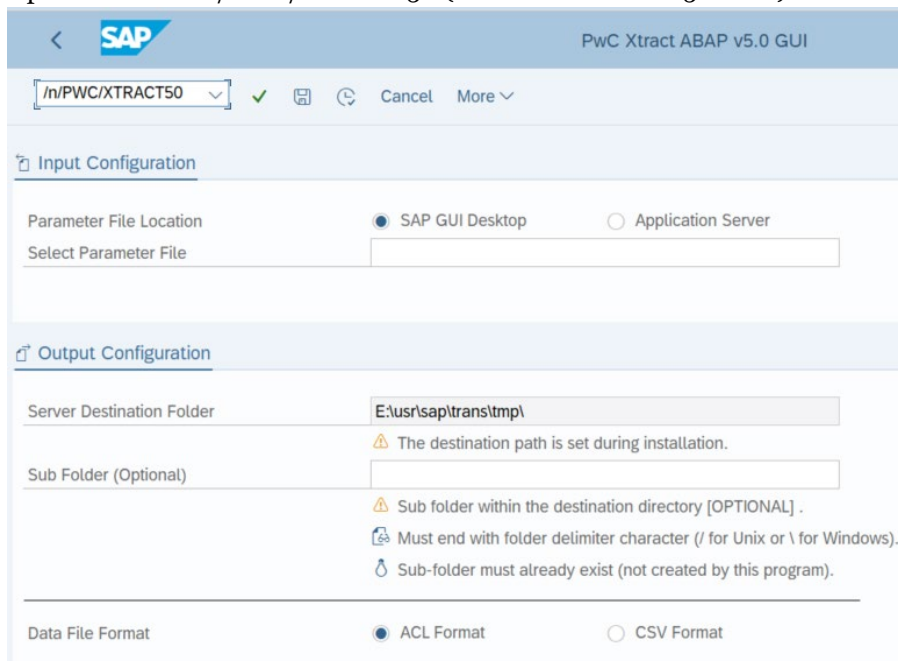 SAP
PwC Xtract ABAP v5.0 GUI
/n/PWC/XTRACT50
Cancel More
Input Configuration
Parameter File Location
SAP GUI Desktop
Application Server
Select Parameter File
Output Configuration
Server Destination Folder
E:\usr\sap\trans\tmp\
The destination path is set during installation.
Sub Folder (Optional)
Sub folder within the destination directory [OPTIONAL] .
Must end with folder delimiter character (/ for Unix or \ for Windows).
Sub-folder must already exist (not created by this program).
Data File Format
ACL Format
CSV Format